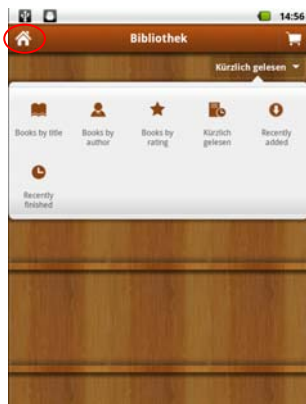 14:56
Bibliothek
Kürzlich gelesen
Books by title
Books by
author
Books by
rating
Kürzlich
gelesen
Recently
added
Recently
finished